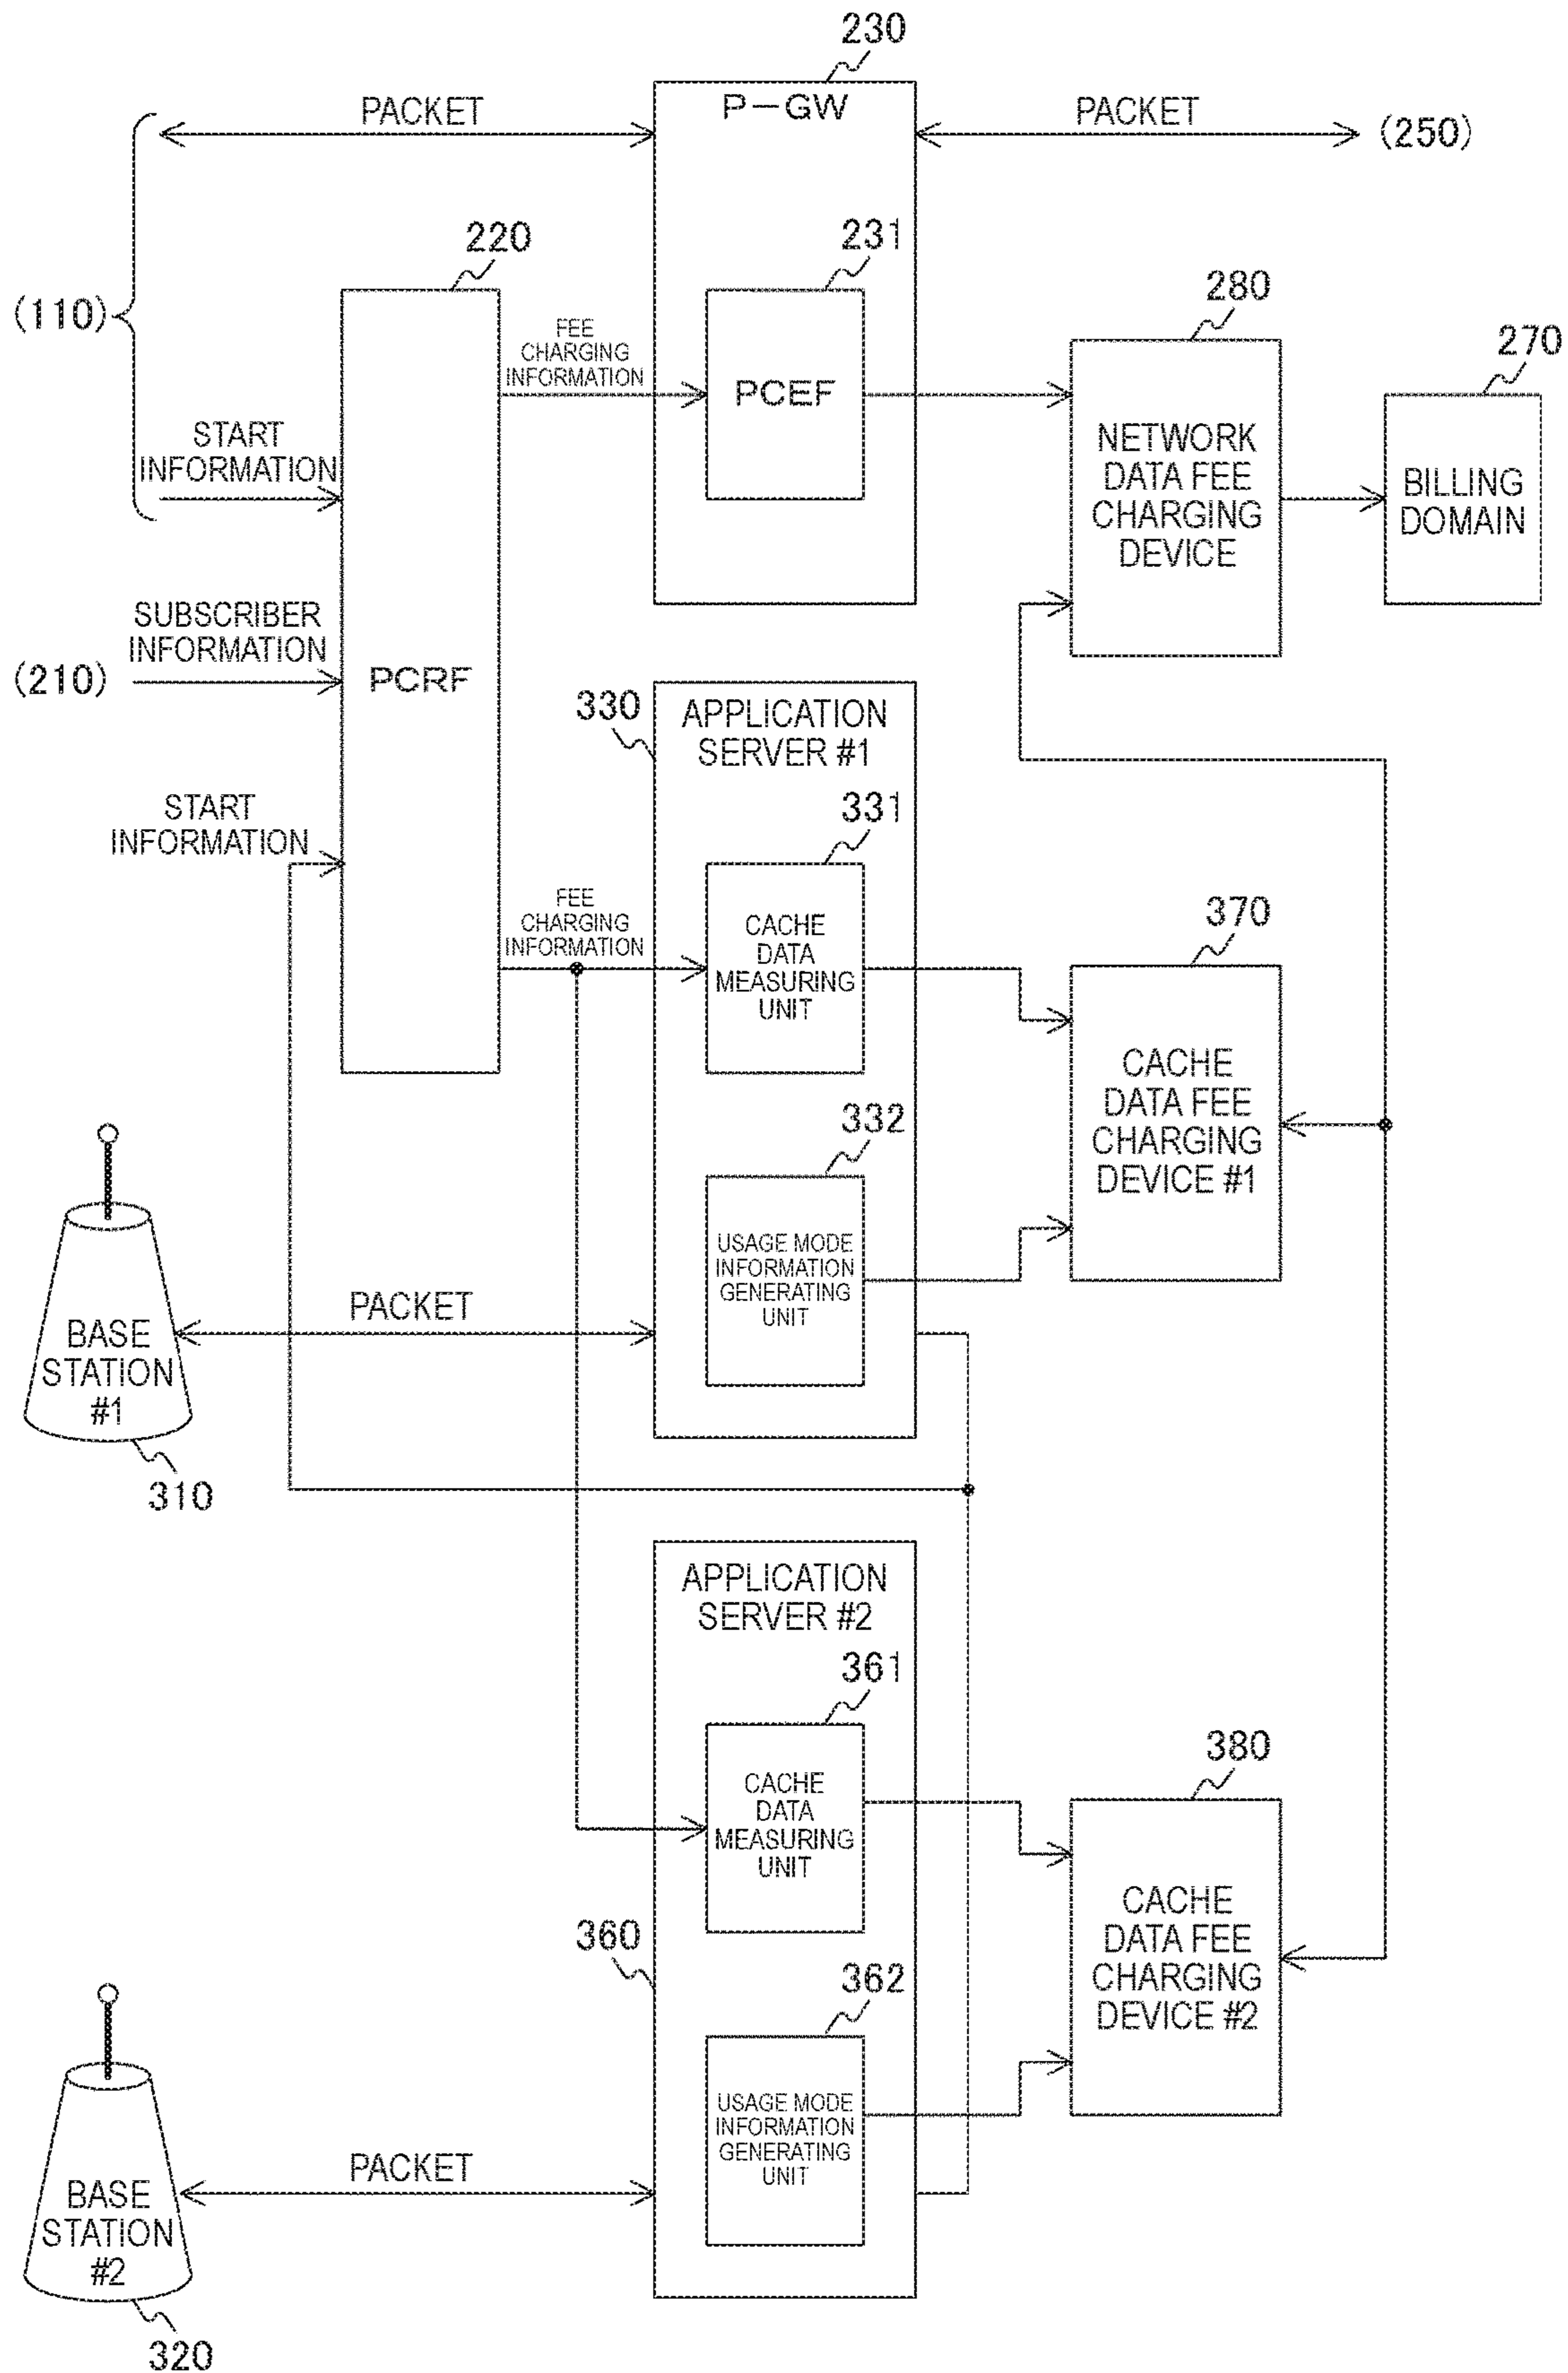 230
P-GW
PACKET
PACKET
(250)
220
231
(110)
280
270
FEE
CHARGING
INFORMATION
PCEF
NETWORK
DATA FEE
CHARGING
DEVICE
BILLING
DOMAIN
START
INFORMATION
SUBSCRIBER
INFORMATION
(210)
PCRF
330
APPLICATION
SERVER #1
START
INFORMATION
331
FEE
CHARGING
INFORMATION
CACHE
DATA
MEASURING
UNIT
370
CACHE
DATA FEE
CHARGING
DEVICE #1
332
USAGE MODE
INFORMATION
GENERATING
UNIT
PACKET
BASE
STATION
#1
310
APPLICATION
SERVER #2
361
CACHE
DATA
MEASURING
UNIT
380
CACHE
DATA FEE
CHARGING
DEVICE #2
360
362
USAGE MODE
INFORMATION
GENERATING
UNIT
PACKET
BASE
STATION
#2
320